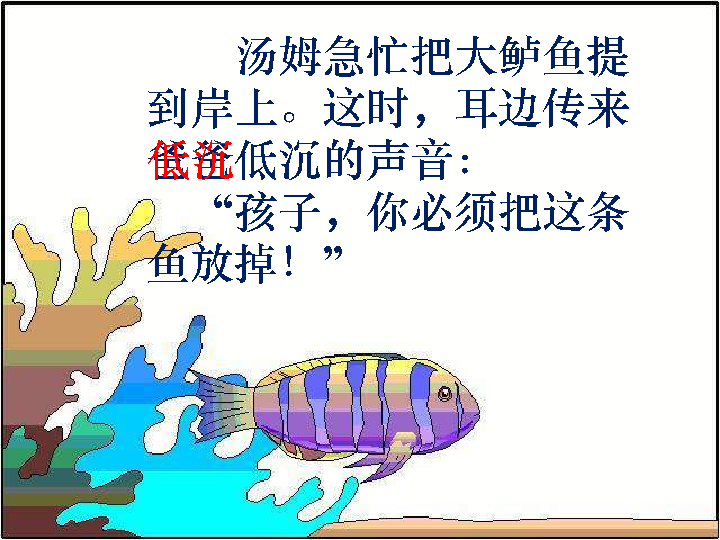 汤姆急忙把大鲈鱼提
到岸上。这时，耳边传来
低沉低沉的声音：
“孩子，你必须把这条
鱼放掉！”